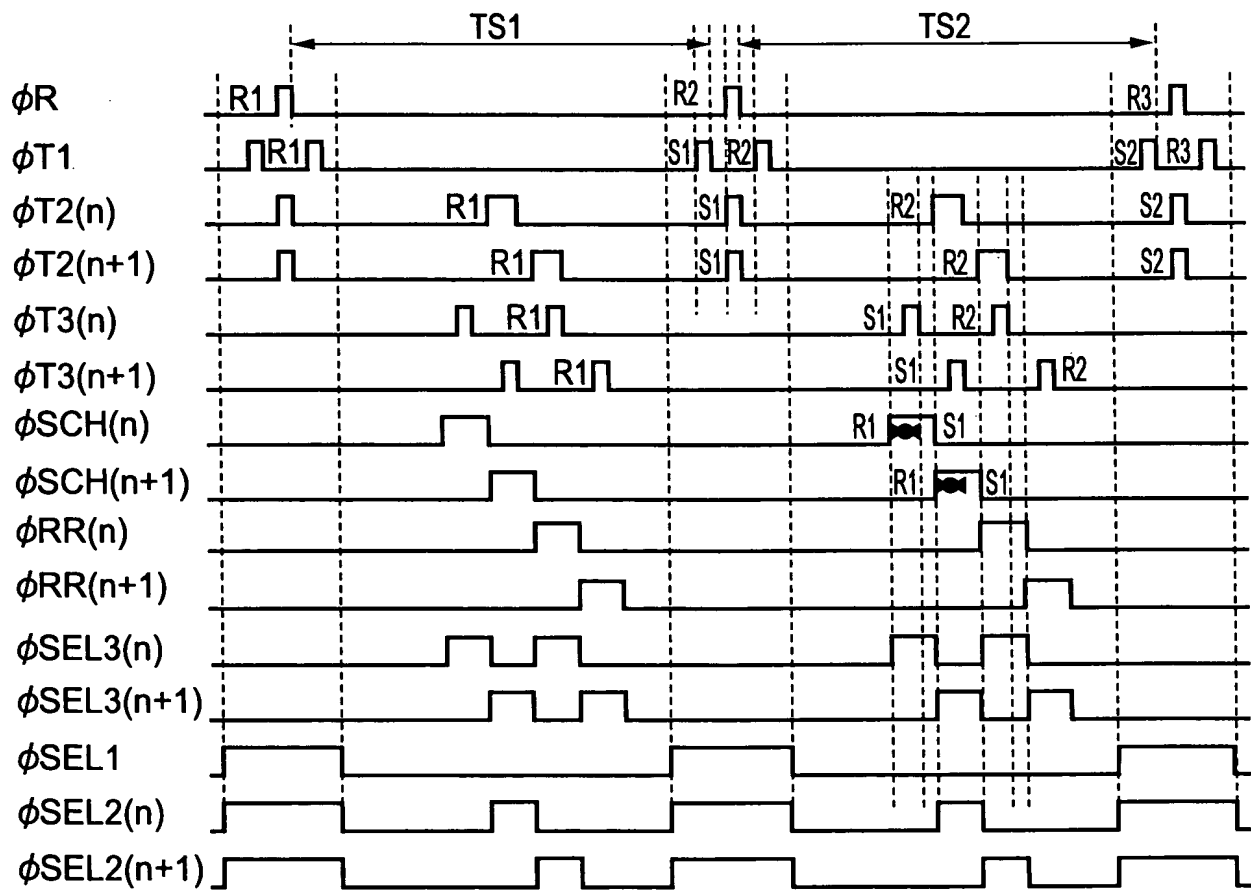 TS1 TS2
ϕR R1 R2 R3
ϕT1 R1 S1 R2 S2 R3
ϕT2(n) R1 S1 R2 S2
ϕT2(n+1) R1 S1 R2 S2
ϕT3(n) R1 S1 R2
ϕT3(n+1) R1 S1 R2
ϕSCH(n) R1 S1
ϕSCH(n+1) R1 S1
ϕRR(n)
ϕRR(n+1)
ϕSEL3(n)
ϕSEL3(n+1)
ϕSEL1
ϕSEL2(n)
ϕSEL2(n+1)